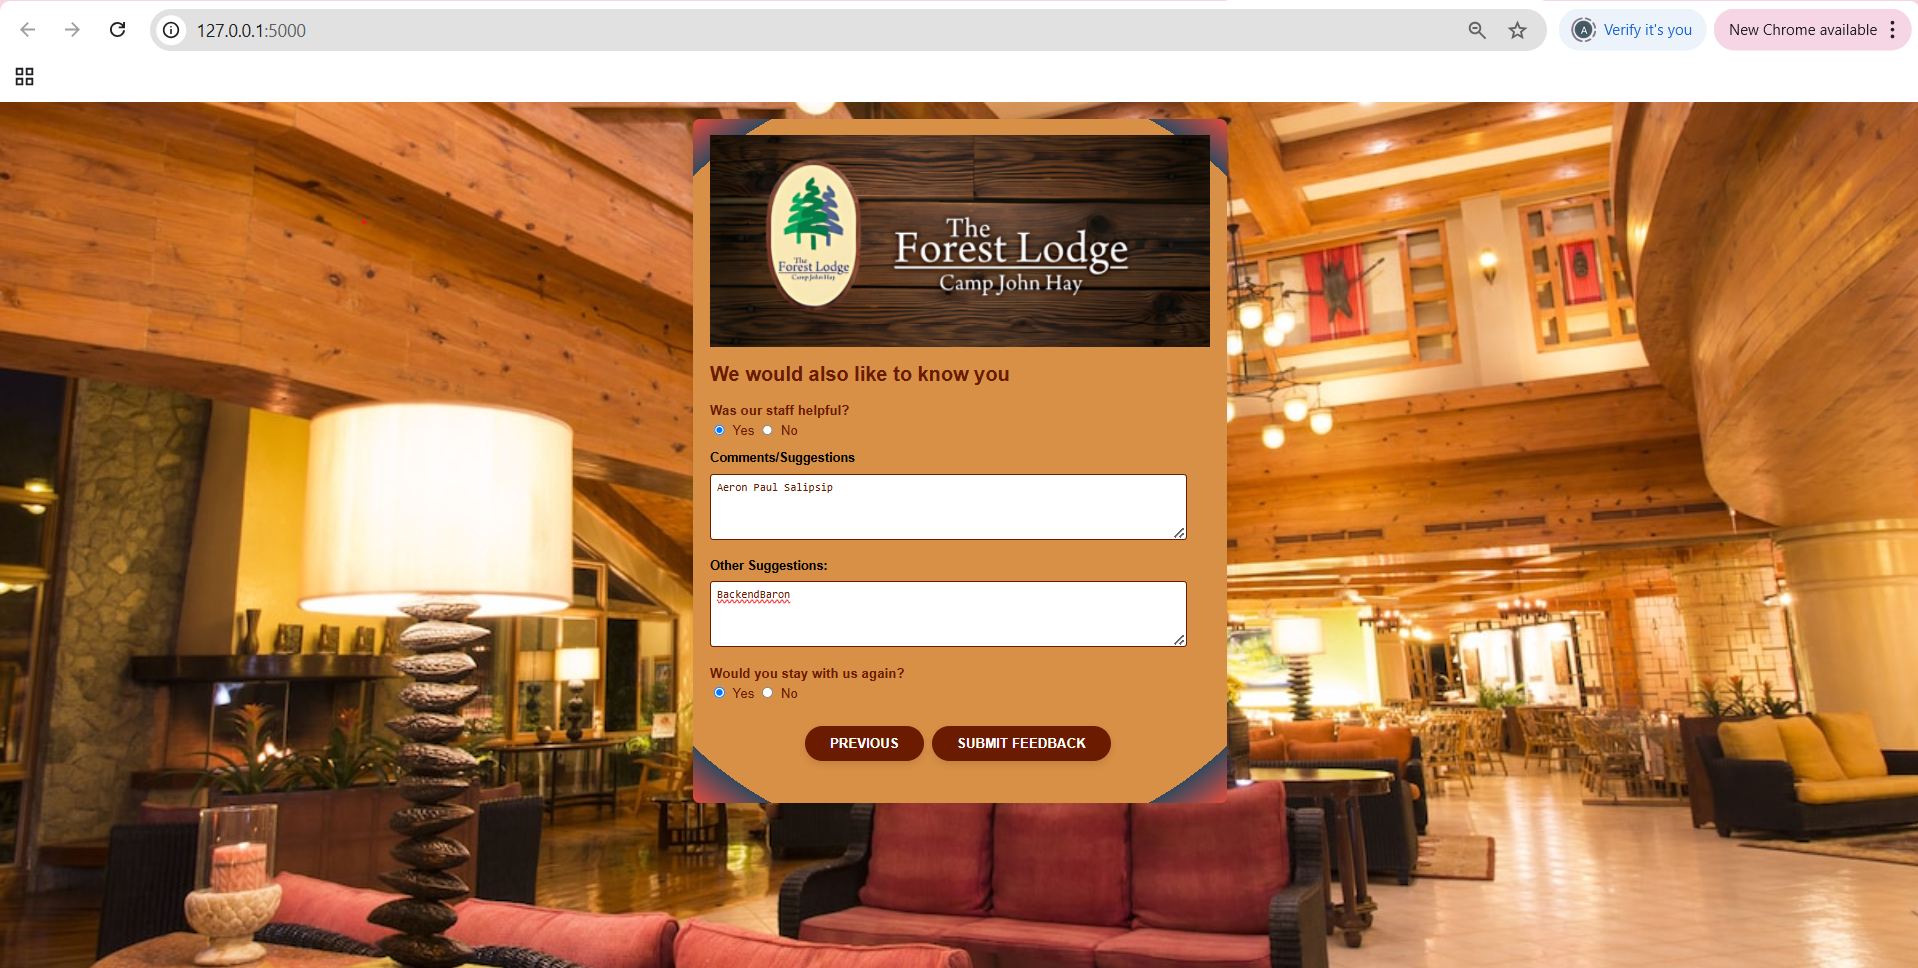 127.0.0.1:5000
A
Verify it's you
New Chrome available
The
Forest Lodge
Camp John Hay
The
Forest Lodge
Camp John Hay
We would also like to know you
Was our staff helpful?
Yes No
Comments/Suggestions
Aeron Paul Salipsip
Other Suggestions:
BackendBaron
Would you stay with us again?
Yes No
PREVIOUS SUBMIT FEEDBACK